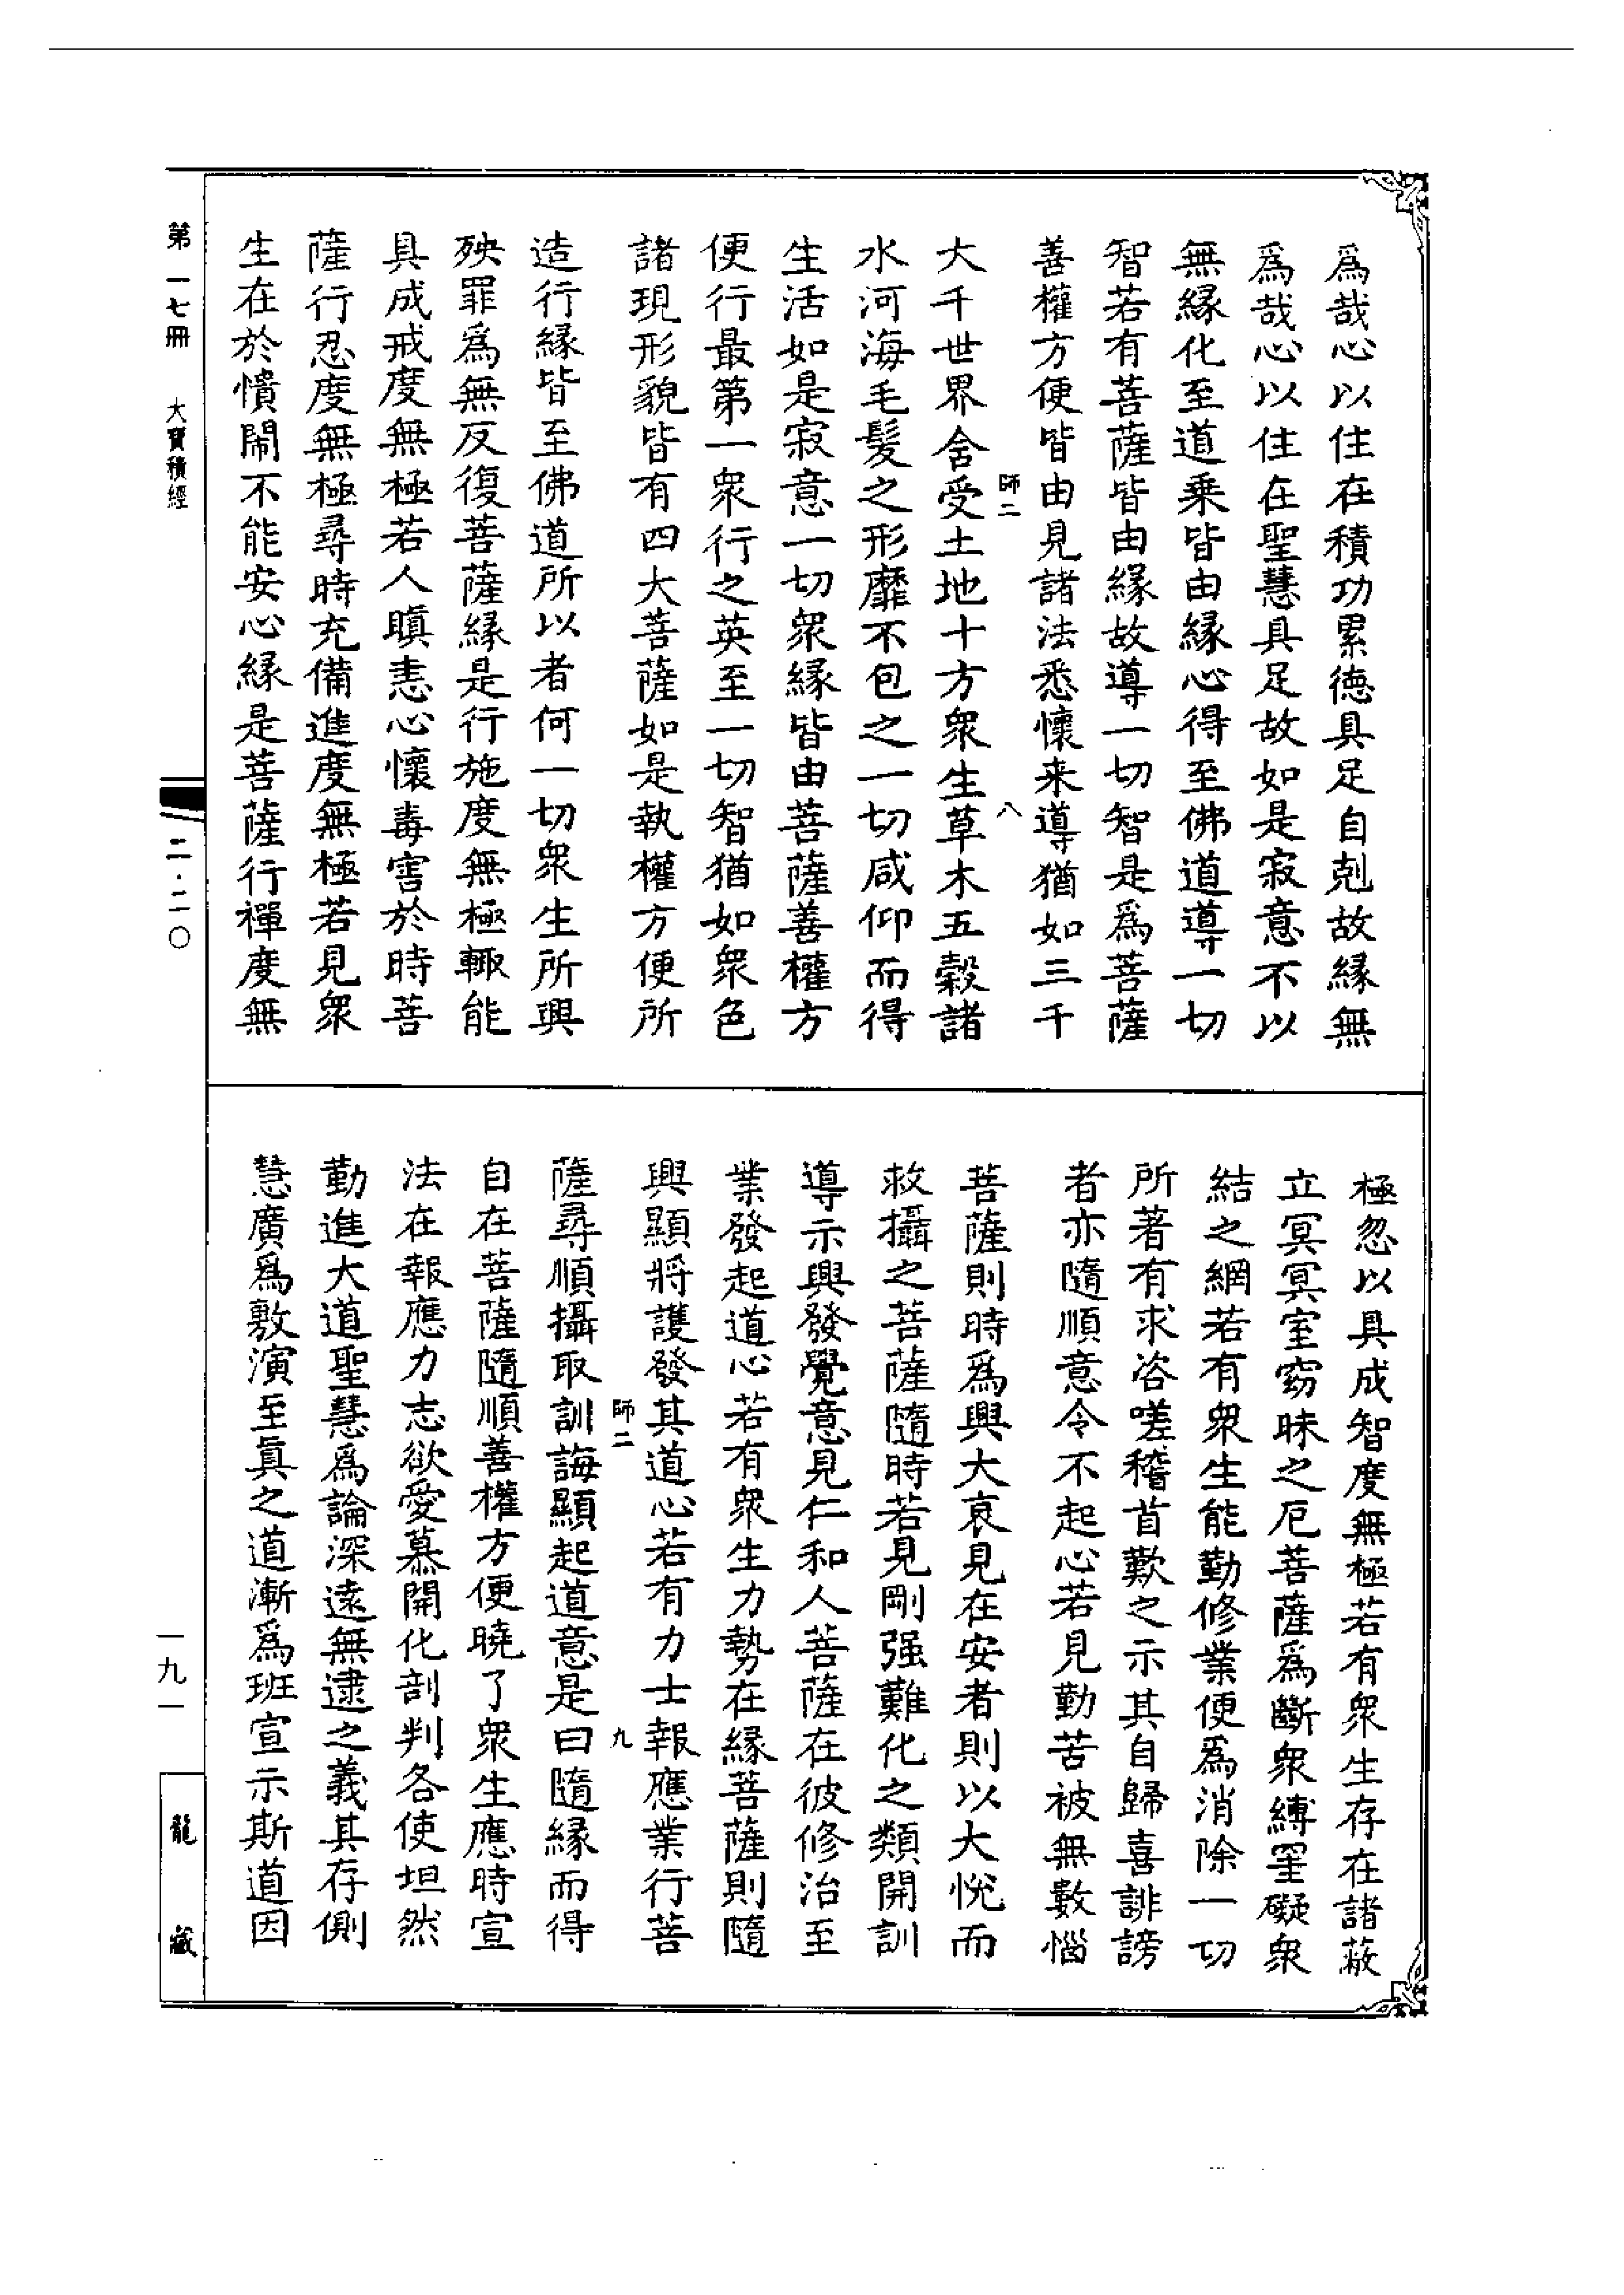 為哉心以住在積功累德具足自剋故緣無
為哉心以住在聖慧具足故如是寂意不以
無緣化至道乘皆由緣心得至佛道導一切
智若有菩薩皆由緣故導一切智是為菩薩
善權方便皆由見諸法悉懷来導猶如三千
師二
八
大千世界含受土地十方衆生草木五穀諸
水河海毛髮之形靡不包之一切咸仰而得
生活如是寂意一切衆緣皆由菩薩善權方
便行最第一衆行之英至一切智猶如衆色
諸現形貌皆有四大菩薩如是執權方便所
造行緣皆至佛道所以者何一切衆生所興
殃罪為無反復菩薩緣是行施度無極輙能
具成戒度無極若人瞋恚心懷毒害於時菩
薩行忍度無極尋時充備進度無極若見衆
生在於憒閙不能安心緣是菩薩行禪度無
極忽以具成智度無極若有衆生存在諸蔽
立冥冥室窈昧之厄菩薩為斷衆縛罣礙衆
結之網若有衆生能勤修業便為消除一切
所著有求咨嗟稽首歎之示其自歸喜誹謗
者亦隨順意令不起心若見勤苦被無數惱
菩薩則時為興大哀見在安者則以大悅而
救攝之菩薩隨時若見剛强難化之類開訓
導示興發覺意見仁和人菩薩在彼修治至
業發起道心若有衆生力勢在緣菩薩則隨
興顯將護發其道心若有力士報應業行菩
師二
九
薩尋順攝取訓誨顯起道意是曰隨緣而得
自在菩薩隨順善權方便曉了衆生應時宣
法在報應力志欲愛慕開化剖判各使坦然
勤進大道聖慧為論深遠無逮之義其存側
慧廣為敷演至真之道漸為班宣示斯道因
第一七冊
大寶積經
二·二〇
一九一
龍藏